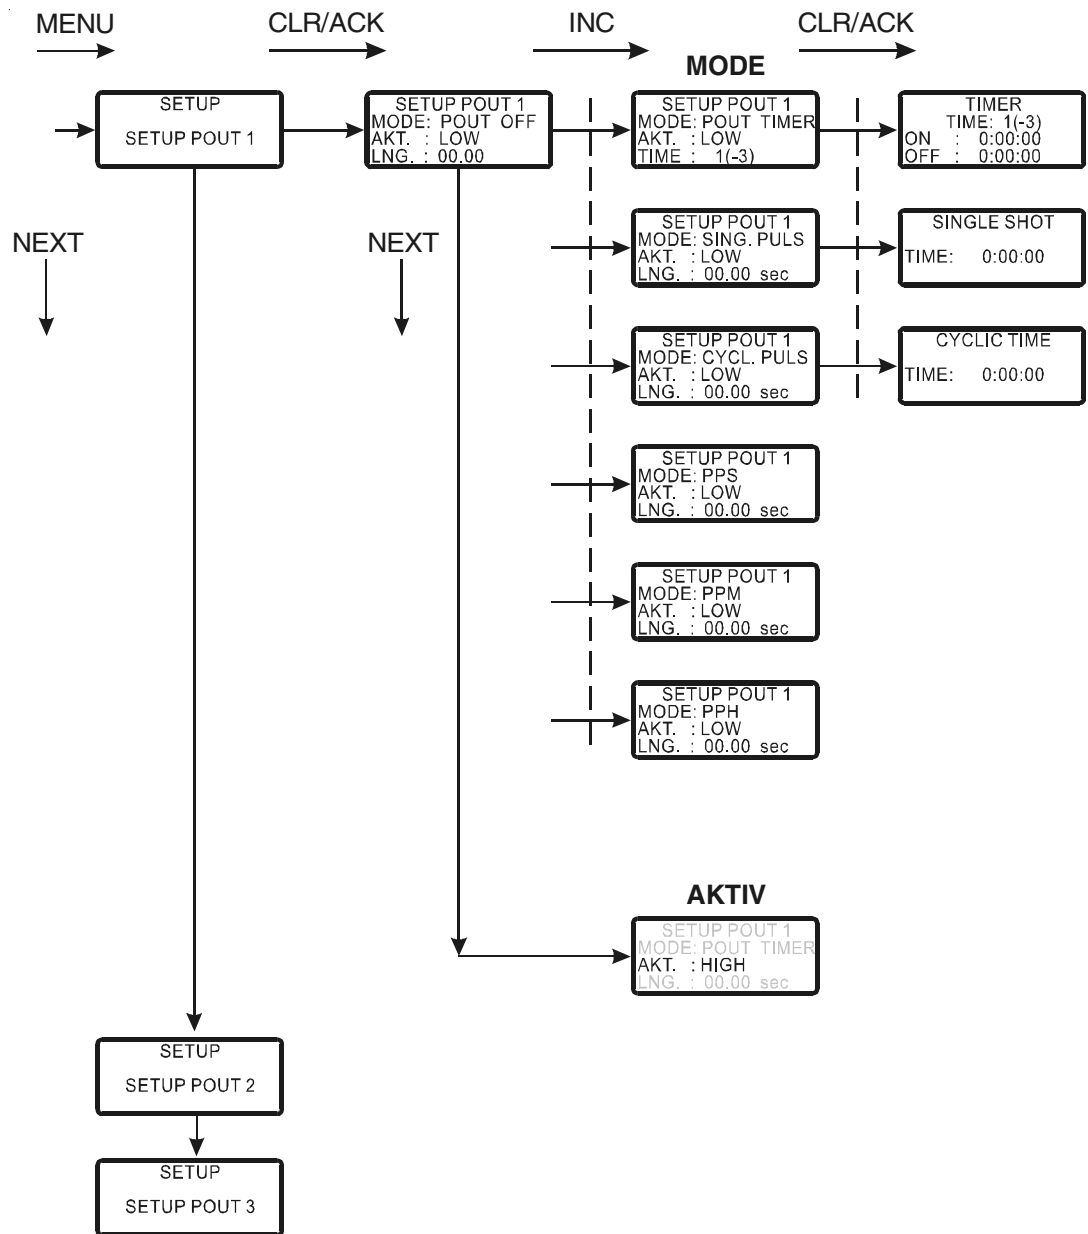 MENU
CLR/ACK
INC
CLR/ACK
MODE
SETUP
SETUP POUT 1
SETUP POUT 1
MODE: POUT OFF
AKT. : LOW
LNG. : 00.00
SETUP POUT 1
MODE: POUT TIMER
AKT. : LOW
TIME : 1(-3)
TIMER
TIME: 1(-3)
ON : 0:00:00
OFF : 0:00:00
NEXT
NEXT
SETUP POUT 1
MODE: SING. PULS
AKT. : LOW
LNG. : 00.00 sec
SINGLE SHOT
TIME: 0:00:00
SETUP POUT 1
MODE: CYCL. PULS
AKT. : LOW
LNG. : 00.00 sec
CYCLIC TIME
TIME: 0:00:00
SETUP POUT 1
MODE: PPS
AKT. : LOW
LNG. : 00.00 sec
SETUP POUT 1
MODE: PPM
AKT. : LOW
LNG. : 00.00 sec
SETUP POUT 1
MODE: PPH
AKT. : LOW
LNG. : 00.00 sec
AKTIV
SETUP POUT 1
MODE: POUT TIMER
AKT. : HIGH
LNG. : 00.00 sec
SETUP
SETUP POUT 2
SETUP
SETUP POUT 3